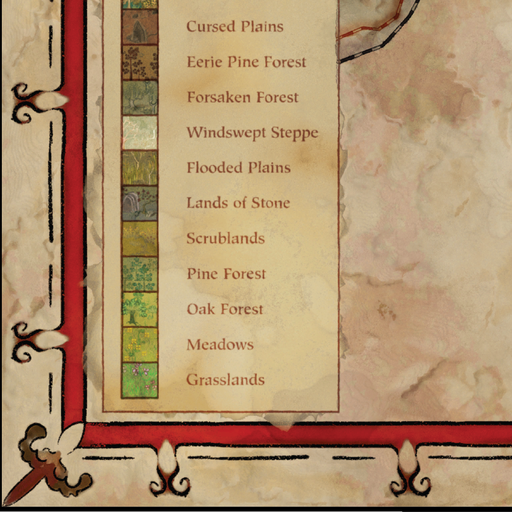 Cursed Plains
Eerie Pine Forest
Forsaken Forest
Windswept Steppe
Flooded Plains
Lands of Stone
Scrublands
Pine Forest
Oak Forest
Meadows
Grasslands